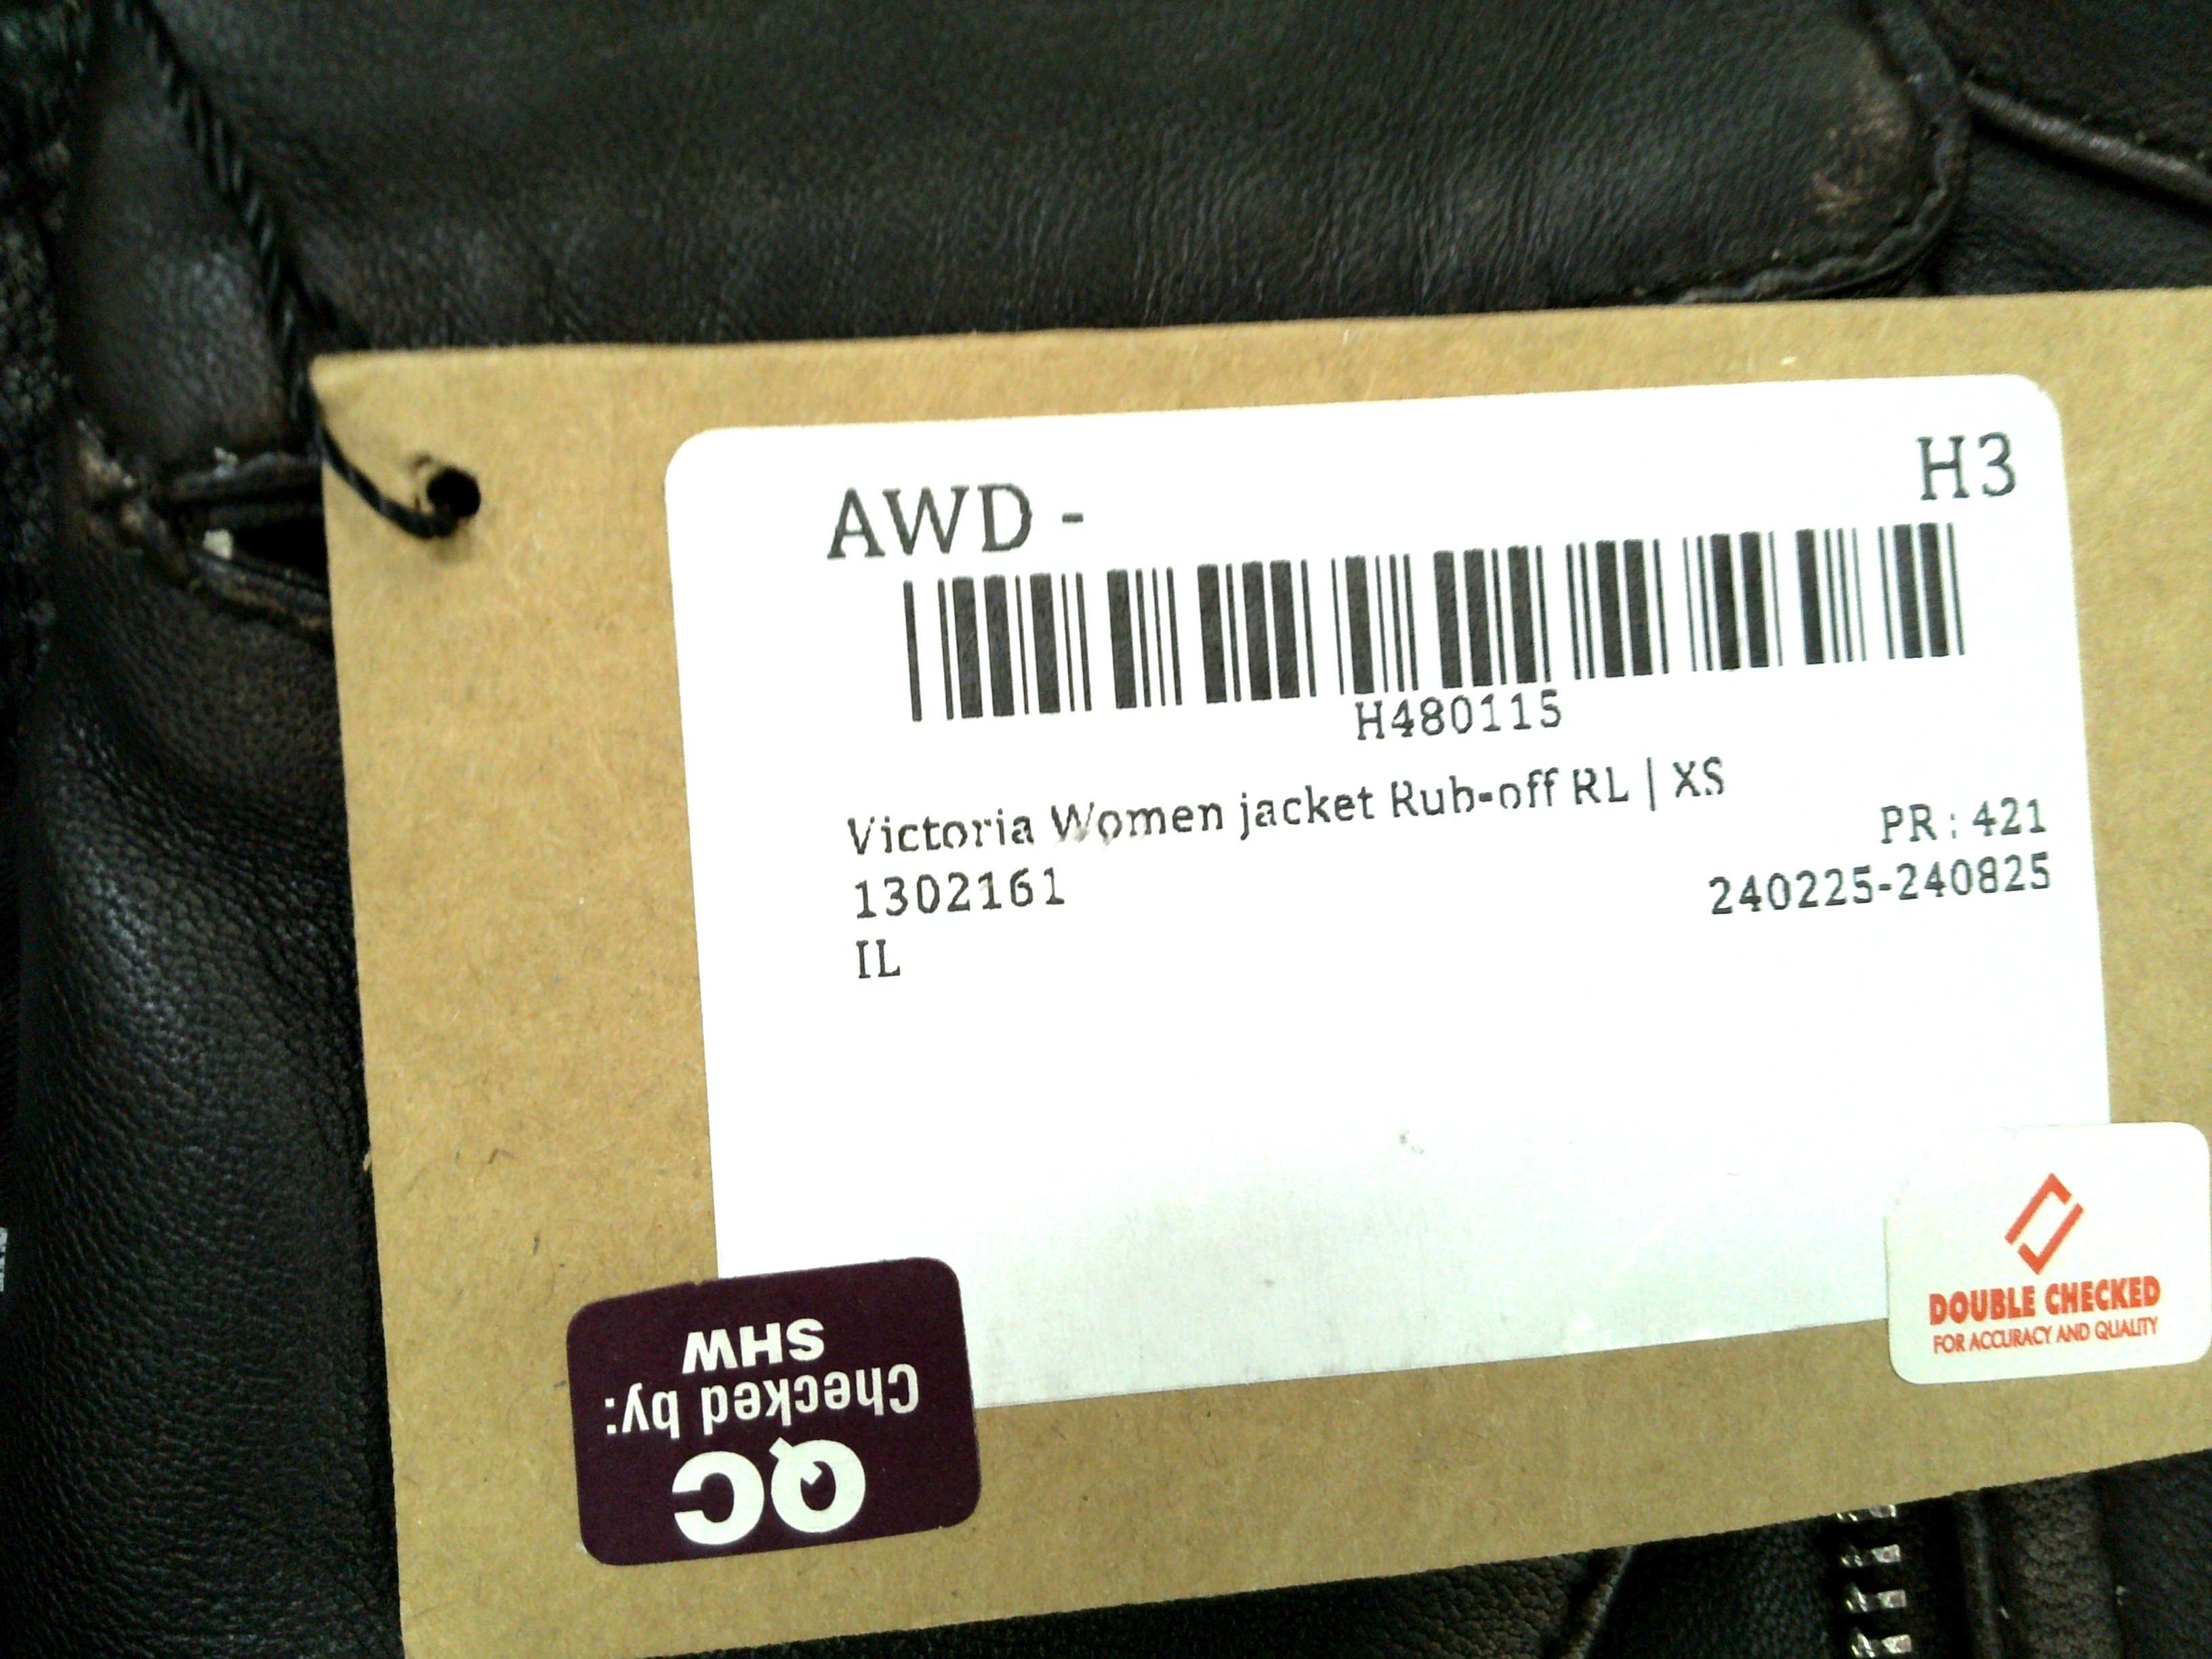 AWD - H3
H480115
Victoria Women jacket Rub-off RL | XS
PR : 421
1302161 240225-240825
IL
DOUBLE CHECKED
FOR ACCURACY AND QUALITY
QC
Checked by:
SHW